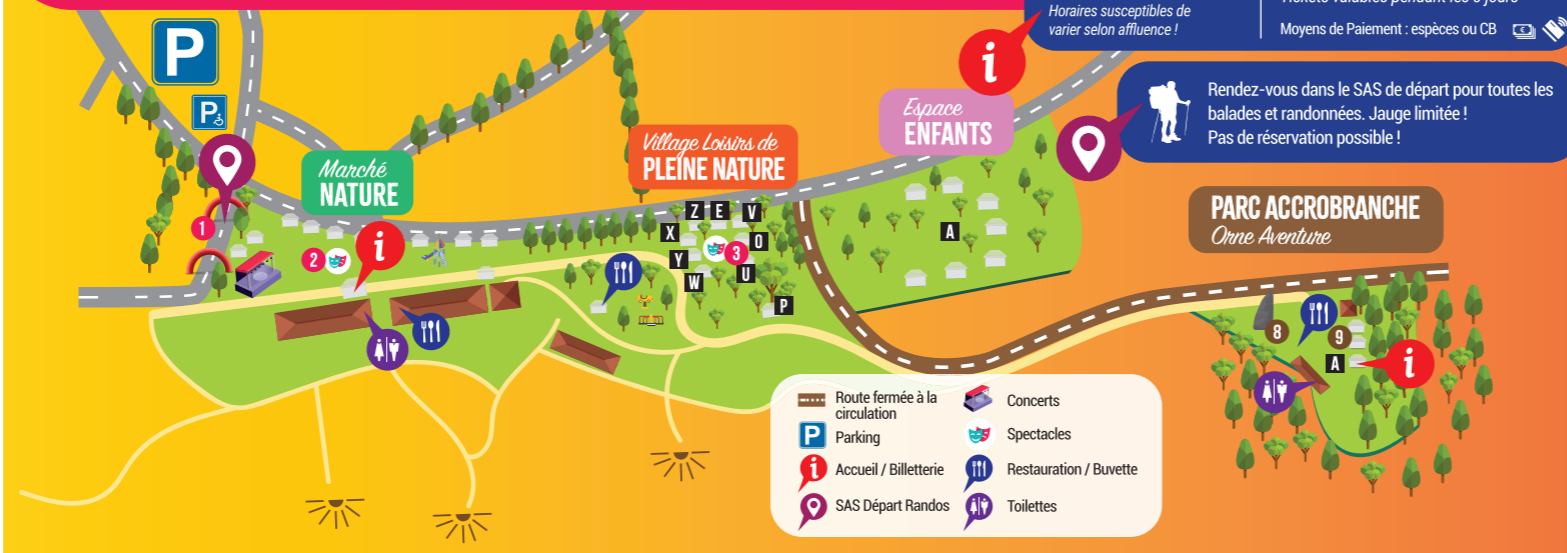 Horaires susceptibles de
varier selon affluence !
Moyens de Paiement : espèces ou CB
i
Rendez-vous dans le SAS de départ pour toutes les
balades et randonnées. Jauge limitée !
Pas de réservation possible !
P
P
Espace
ENFANTS
Village Loisirs de
PLEINE NATURE
Marché
NATURE
PARC ACCROBRANCHE
Orne Aventure
1
2
i
Z E V
X
3
O
Y
W
U
P
A
8
9
A
i
Route fermée à la
circulation
P Parking
i Accueil / Billetterie
SAS Départ Randos
Concerts
Spectacles
Restauration / Buvette
Toilettes